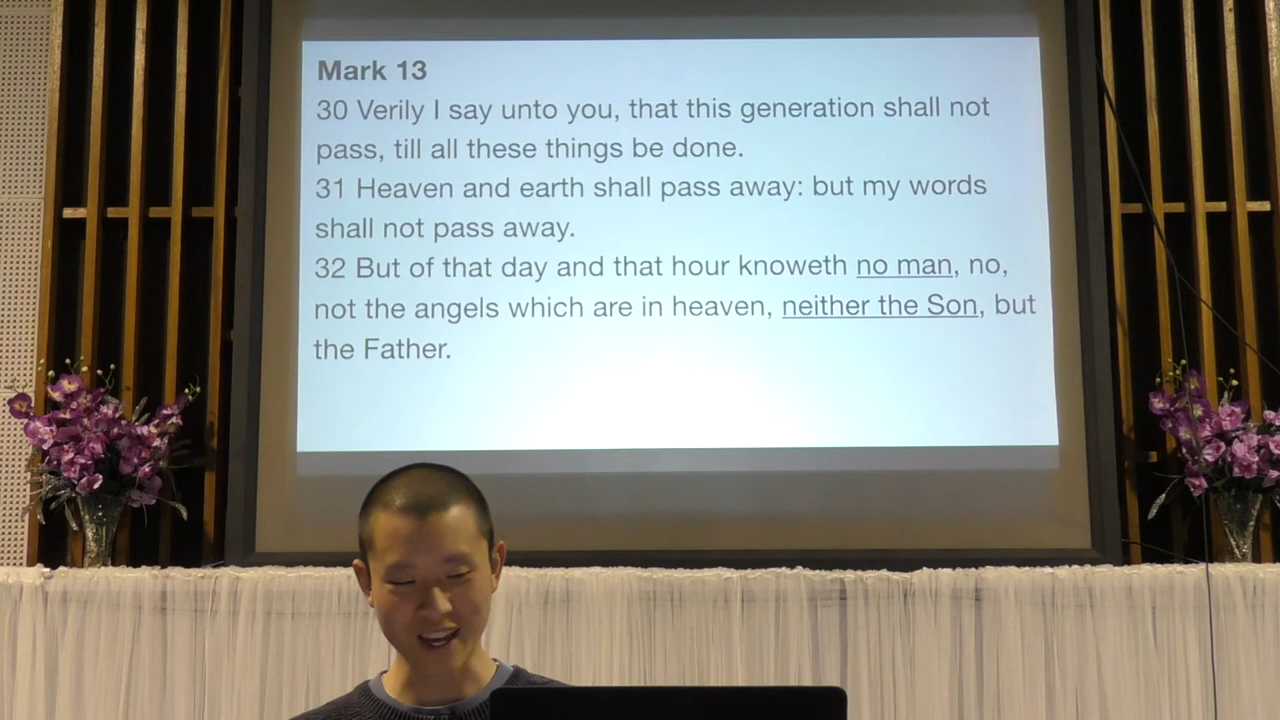 Mark 13
30 Verily I say unto you, that this generation shall not
pass, till all these things be done.
31 Heaven and earth shall pass away: but my words
shall not pass away.
32 But of that day and that hour knoweth no man, no,
not the angels which are in heaven, neither the Son, but
the Father.